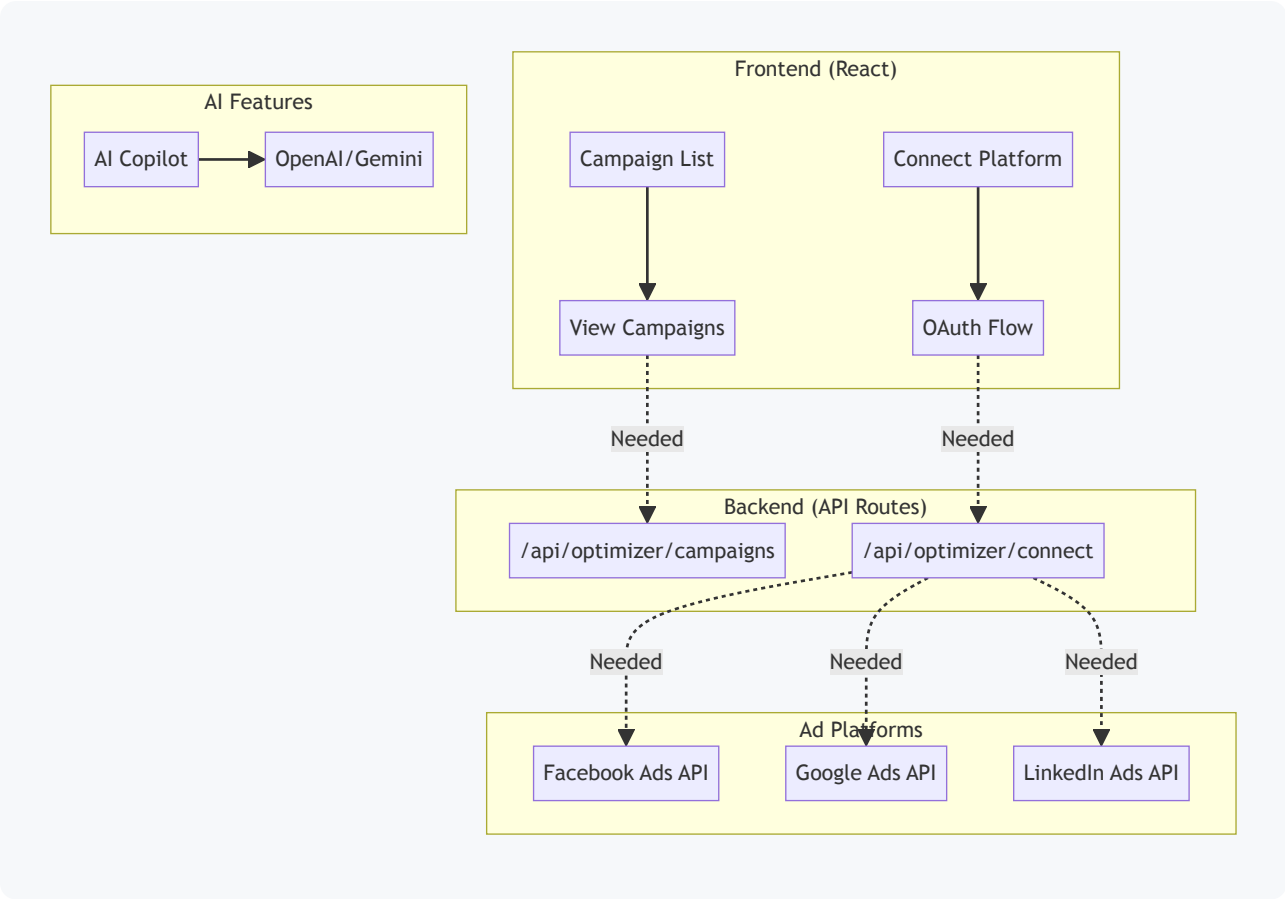 AI Features
AI Copilot
OpenAI/Gemini
Frontend (React)
Campaign List
Connect Platform
View Campaigns
OAuth Flow
Needed
Needed
Backend (API Routes)
/api/optimizer/campaigns
/api/optimizer/connect
Needed
Needed
Needed
Ad Platforms
Facebook Ads API
Google Ads API
LinkedIn Ads API